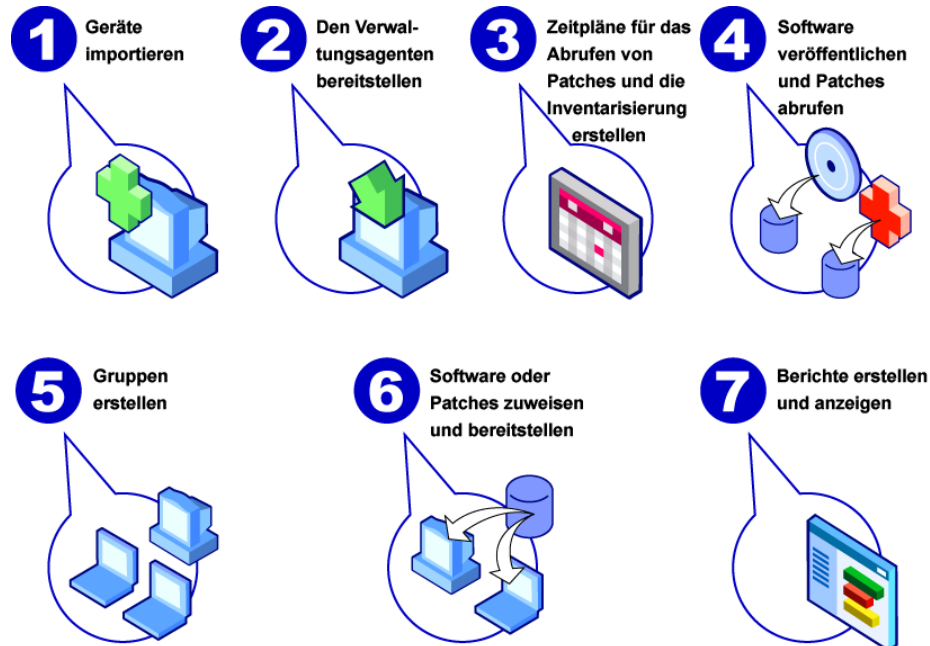 1
Geräte
importieren
2
Den Verwal-
tungsagenten
bereitstellen
3
Zeitpläne für das
Abrufen von
Patches und die
Inventarisierung
erstellen
4
Software
veröffentlichen
und Patches
abrufen
5
Gruppen
erstellen
6
Software oder
Patches zuweisen
und bereitstellen
7
Berichte erstellen
und anzeigen